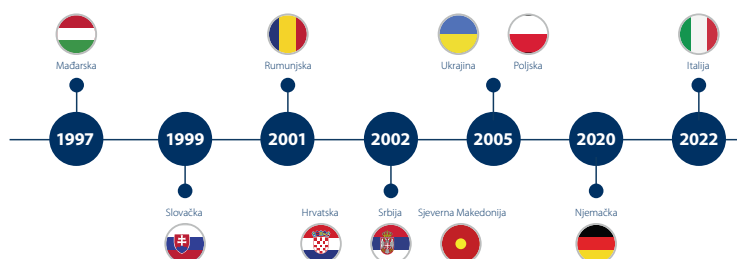 Mađarska
Rumunjska
Ukrajina
Poljska
Italija
1997
1999
2001
2002
2005
2020
2022
Slovačka
Hrvatska
Srbija
Sjeverna Makedonija
Njemačka